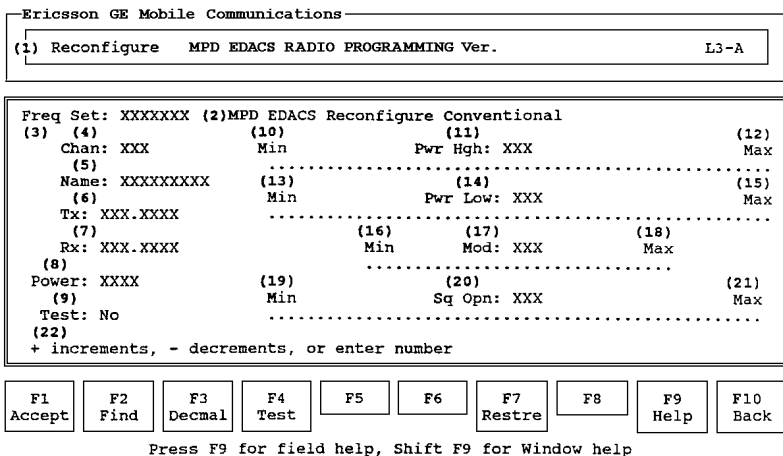 Ericsson GE Mobile Communications
(1) Reconfigure MPD EDACS RADIO PROGRAMMING Ver. L3-A
Freq Set: XXXXXXX (2)MPD EDACS Reconfigure Conventional
(3) (4) (10) (11) (12)
Chan: XXX Min Pwr Hgh: XXX Max
(5) ......................................................
Name: XXXXXXXXX (13) (14) (15)
(6) Min Pwr Low: XXX Max
Tx: XXX.XXXX ......................................................
(7) (16) (17) (18)
Rx: XXX.XXXX Min Mod: XXX Max
(8) .................................
Power: XXXX (19) (20) (21)
(9) Min Sq Opn: XXX Max
Test: No ......................................................
(22)
+ increments, - decrements, or enter number
F1 F2 F3 F4 F5 F6 F7 F8 F9 F10
Accept Find Decmal Test Restre Help Back
Press F9 for field help, Shift F9 for Window help